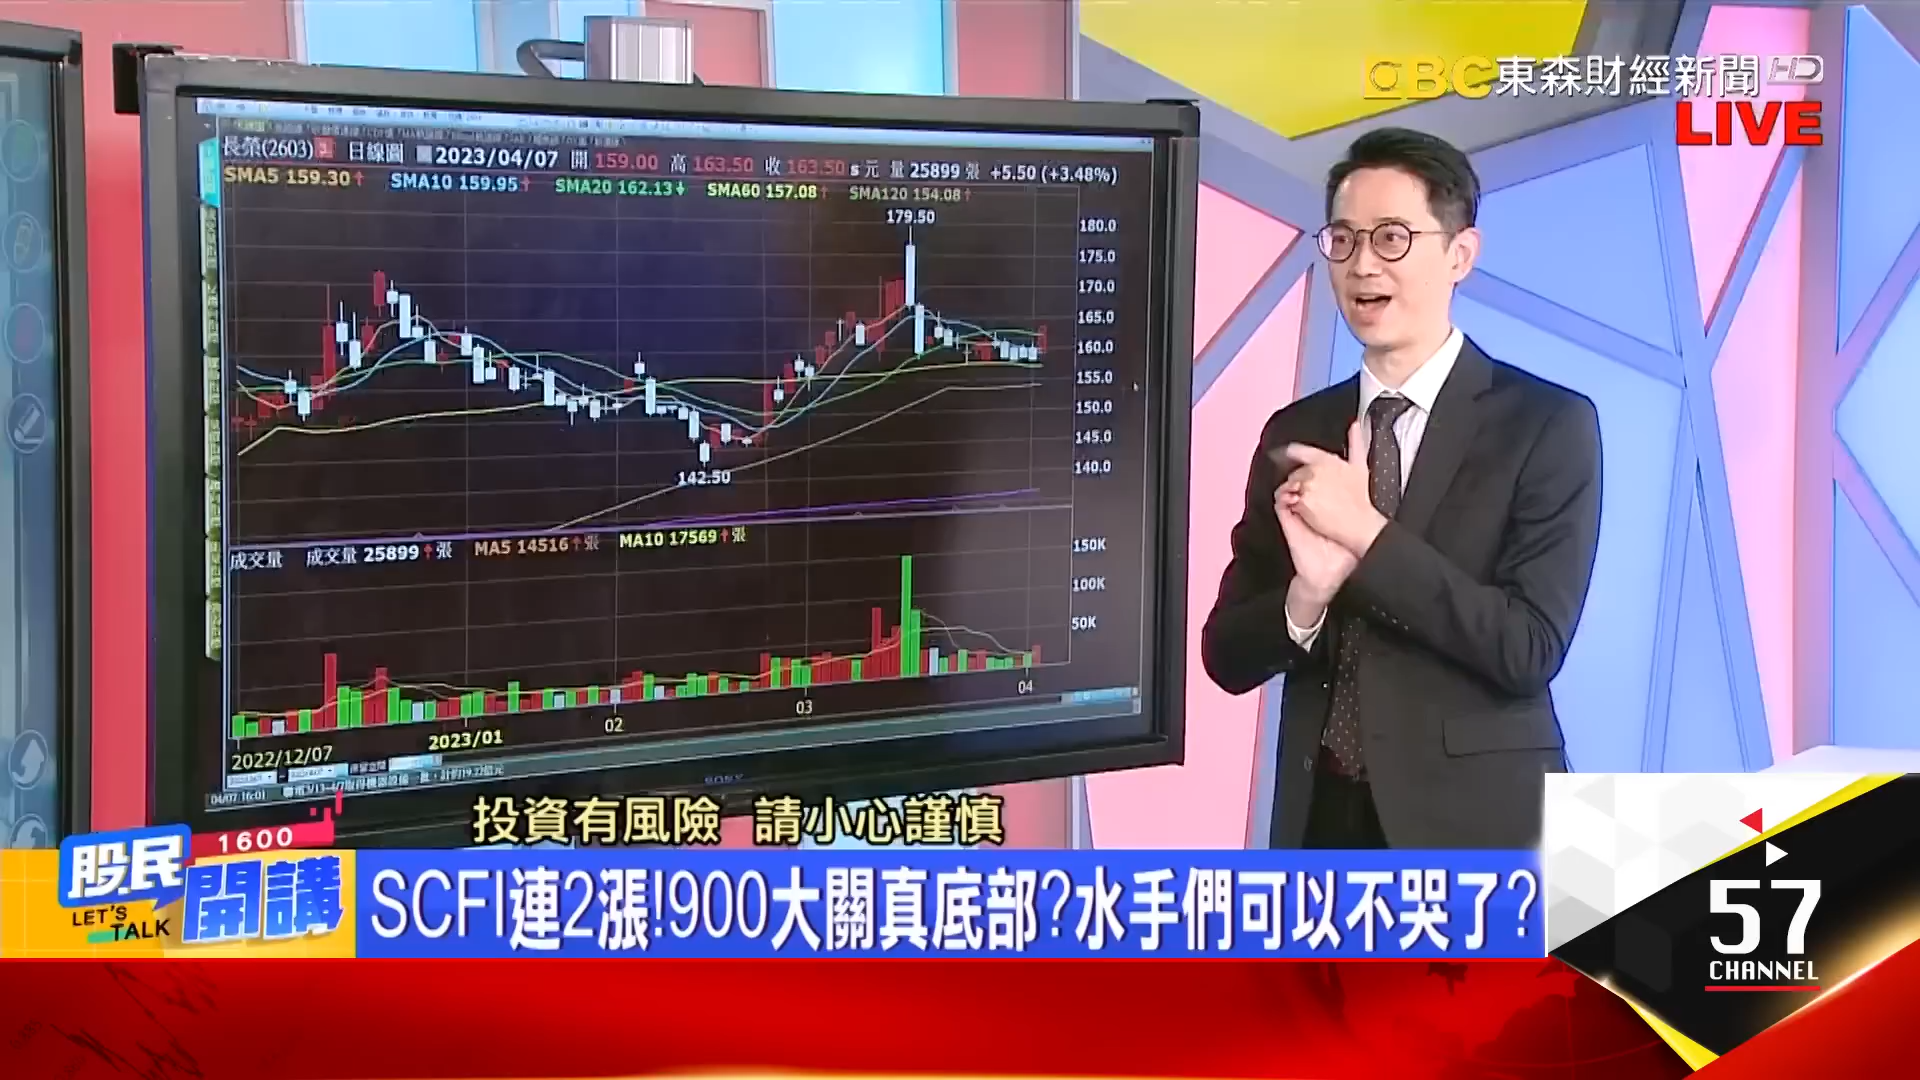 EBC東森財經新聞HD
LIVE
長榮(2603) 日線圖 2023/04/07 開 159.00 高 163.50 收 163.50 s元 量 25899 張 +5.50 (+3.48%)
SMA5 159.30↑ SMA10 159.95↑ SMA20 162.13↓ SMA60 157.08↑ SMA120 154.08↑
179.50
180.0
175.0
170.0
165.0
160.0
155.0
150.0
145.0
140.0
142.50
成交量 成交量 25899↑張 MA5 14516↑張 MA10 17569↑張
150K
100K
50K
2022/12/07
2023/01
02
03
04
04/07 16:01
SONY
投資有風險 請小心謹慎
1600
股民
開講
LET'S
TALK
SCFI連2漲!900大關真底部?水手們可以不哭了?
57
CHANNEL